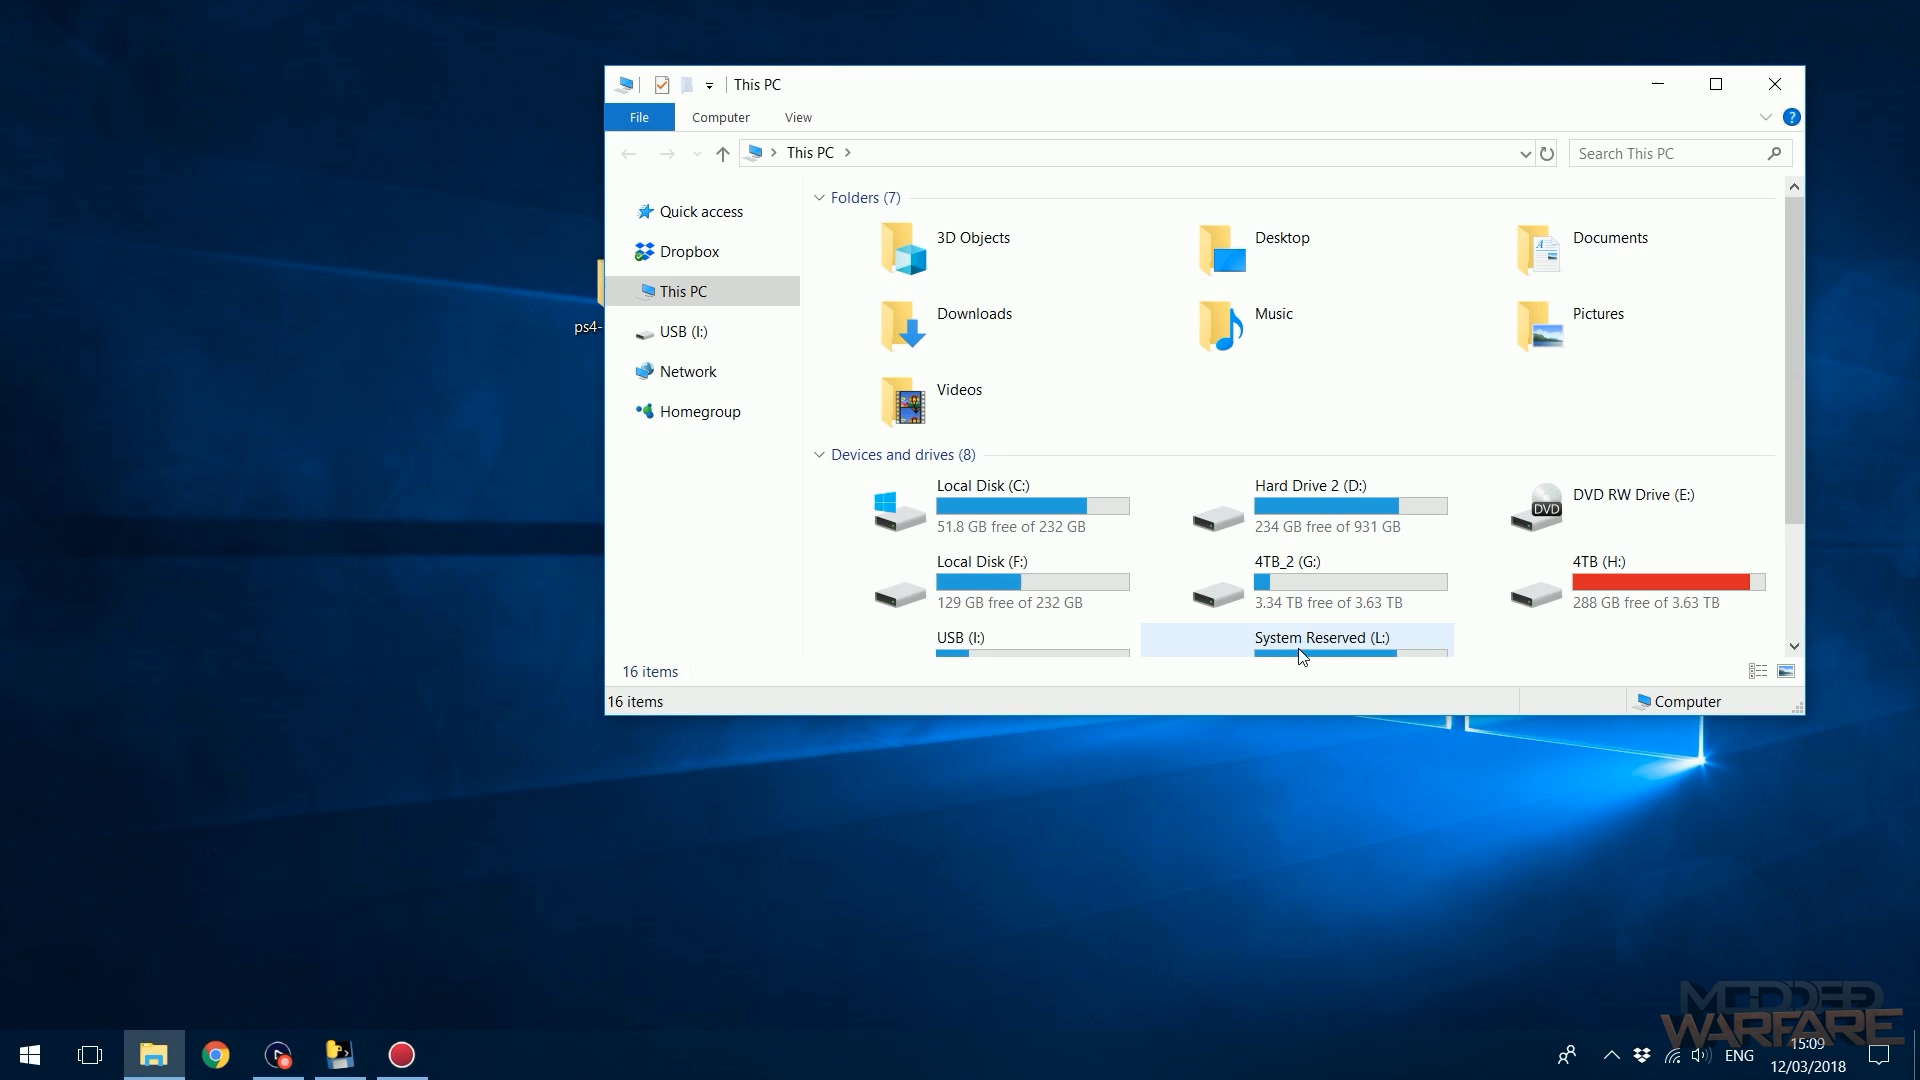 This PC
File
Computer
View
This PC
Search This PC
Quick access
Dropbox
This PC
USB (I:)
Network
Homegroup
ps4-
Folders (7)
3D Objects
Desktop
Documents
Downloads
Music
Pictures
Videos
Devices and drives (8)
Local Disk (C:)
51.8 GB free of 232 GB
Hard Drive 2 (D:)
234 GB free of 931 GB
DVD RW Drive (E:)
DVD
Local Disk (F:)
129 GB free of 232 GB
4TB_2 (G:)
3.34 TB free of 3.63 TB
4TB (H:)
288 GB free of 3.63 TB
USB (I:)
System Reserved (L:)
16 items
16 items
Computer
MODDED
WARFARE
ENG
15:09
12/03/2018